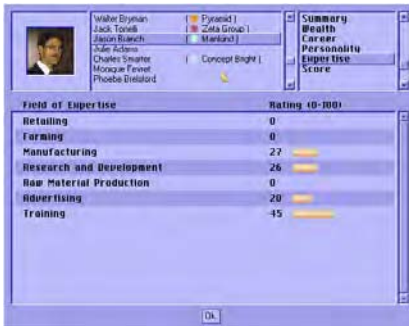 Walter Bryman ( Pyramid )
Jack Tonelli ( Zeta Group )
Jason Branch ( Mankind )
Julie Adams
Charles Smarter ( Concept Bright )
Monique Fevret
Phoebe Brelsford
Summary
Wealth
Career
Personality
Expertise
Score
Field of Expertise Rating (0-100)
Retailing 0
Farming 0
Manufacturing 27
Research and Development 26
Raw Material Production 0
Advertising 20
Training 45
Ok